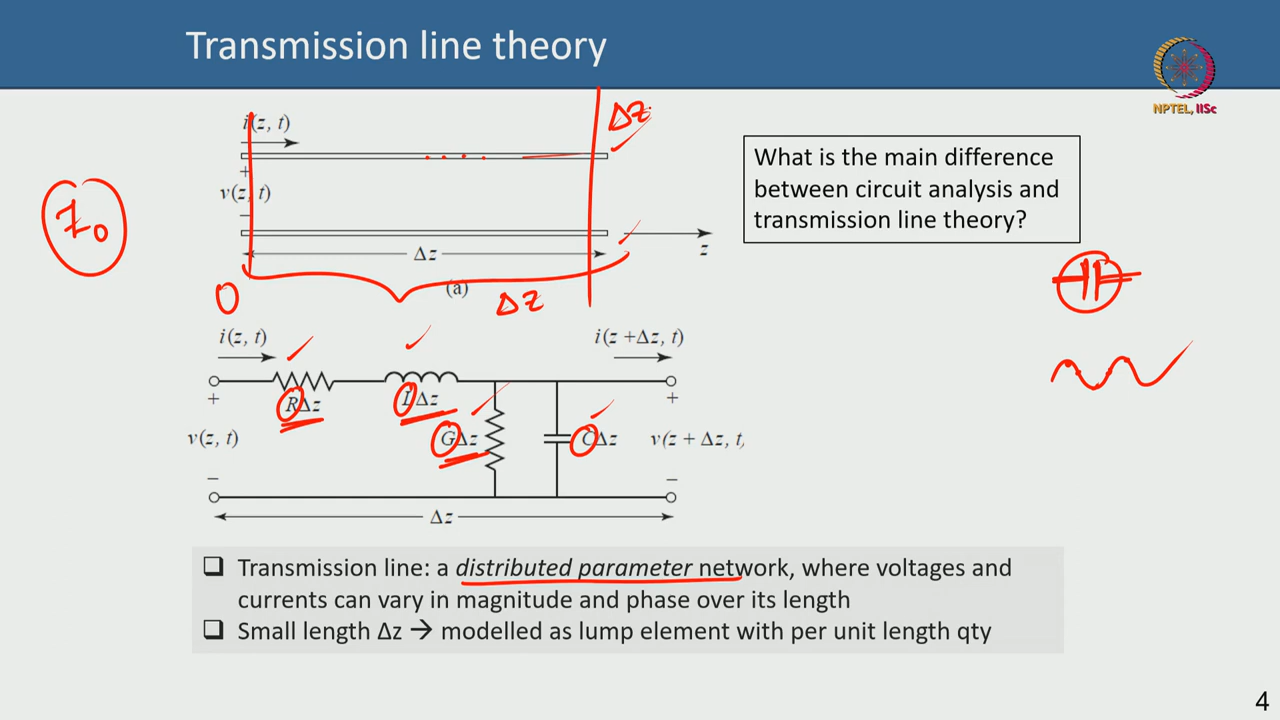 Transmission line theory
NPTEL, IISc
i(z, t)
Δz
What is the main difference
between circuit analysis and
transmission line theory?
+
v(z, t)
−
Z0
Δz
z
(a)
0
Δz
i(z, t)
i(z +Δz, t)
RΔz
LΔz
+
+
v(z, t)
GΔz
CΔz
v(z + Δz, t)
−
−
Δz
❑ Transmission line: a distributed parameter network, where voltages and
currents can vary in magnitude and phase over its length
❑ Small length Δz → modelled as lump element with per unit length qty
4